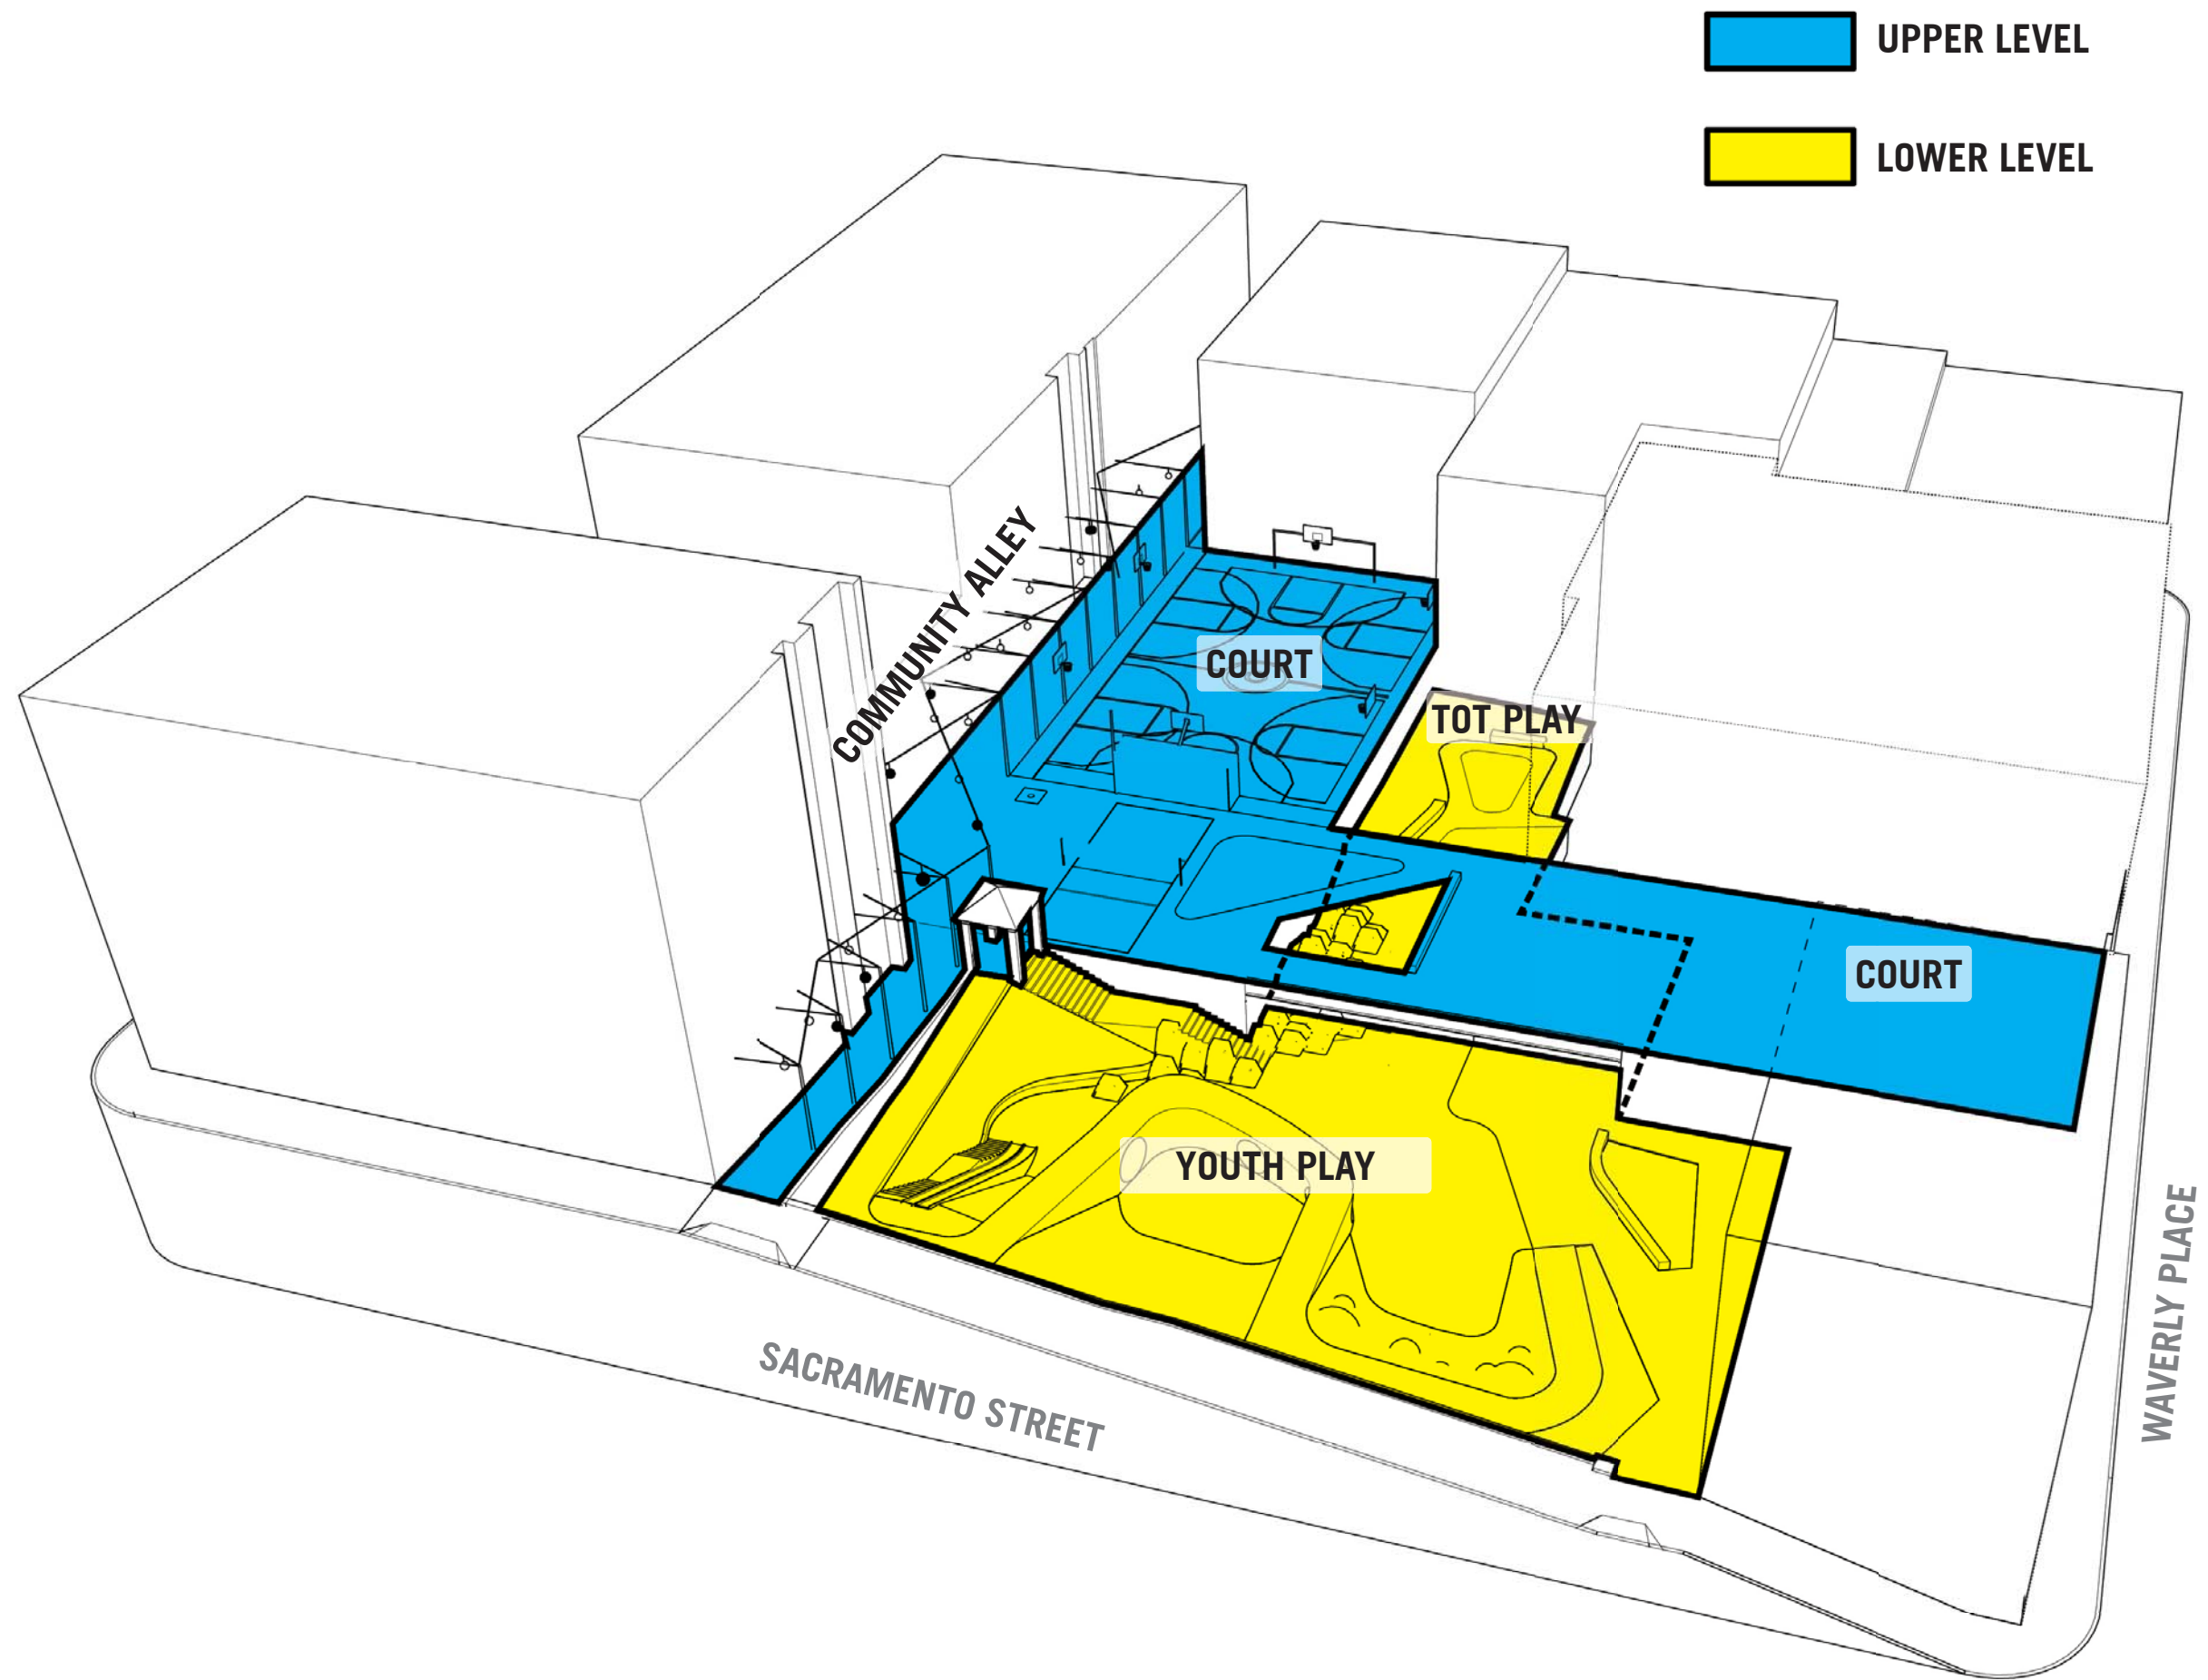 UPPER LEVEL
LOWER LEVEL
COMMUNITY ALLEY
COURT
TOT PLAY
COURT
YOUTH PLAY
SACRAMENTO STREET
WAVERLY PLACE